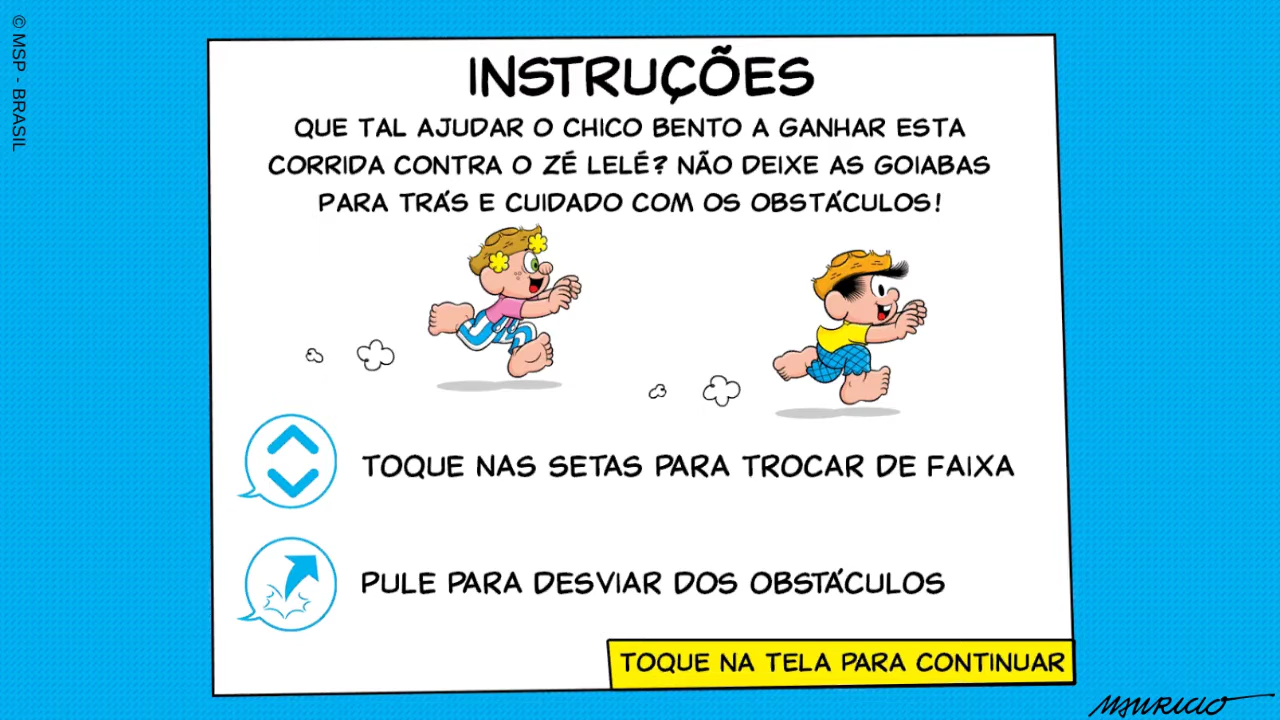 © MSP - BRASIL
INSTRUÇÕES
QUE TAL AJUDAR O CHICO BENTO A GANHAR ESTA
CORRIDA CONTRA O ZÉ LELÉ? NÃO DEIXE AS GOIABAS
PARA TRÁS E CUIDADO COM OS OBSTÁCULOS!
TOQUE NAS SETAS PARA TROCAR DE FAIXA
PULE PARA DESVIAR DOS OBSTÁCULOS
TOQUE NA TELA PARA CONTINUAR
MAURICIO